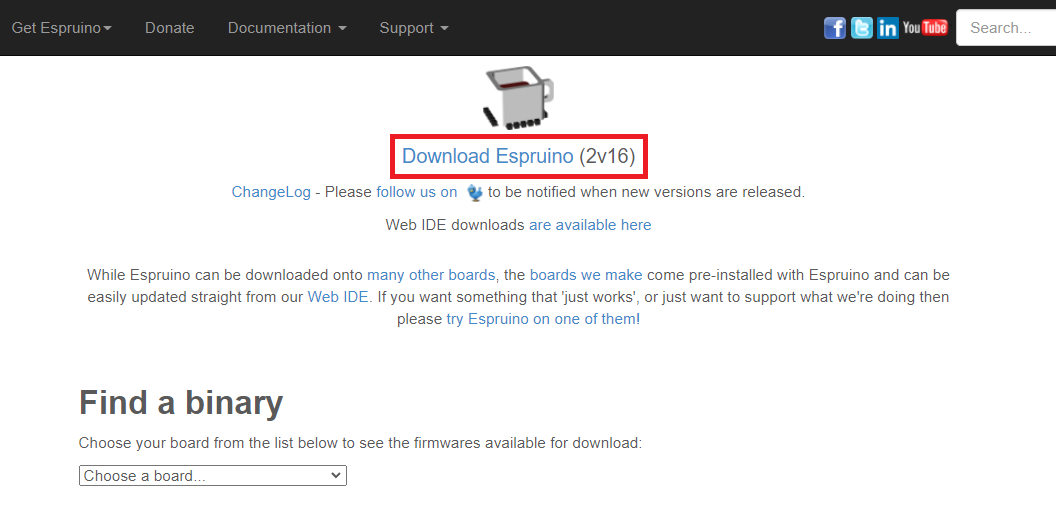 Get Espruino Donate Documentation Support You Tube Search...
Download Espruino (2v16)
ChangeLog - Please follow us on to be notified when new versions are released.
Web IDE downloads are available here
While Espruino can be downloaded onto many other boards, the boards we make come pre-installed with Espruino and can be
easily updated straight from our Web IDE. If you want something that 'just works', or just want to support what we're doing then
please try Espruino on one of them!
Find a binary
Choose your board from the list below to see the firmwares available for download:
Choose a board...